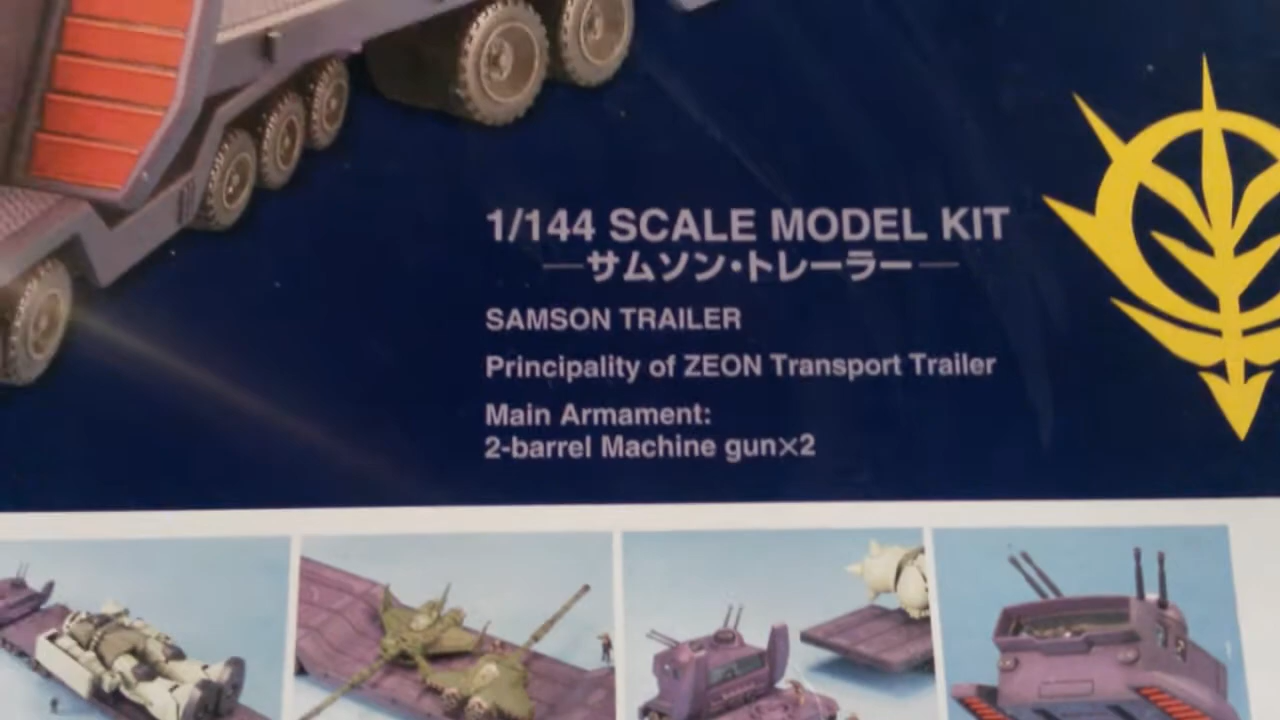 1/144 SCALE MODEL KIT
—サムソン・トレーラー—
SAMSON TRAILER
Principality of ZEON Transport Trailer
Main Armament:
2-barrel Machine gun×2